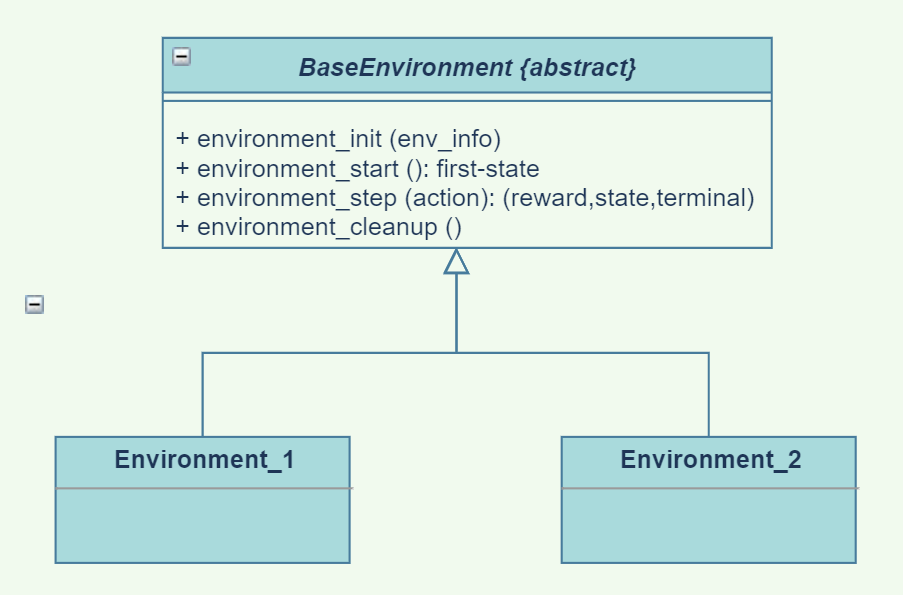 BaseEnvironment {abstract}
+ environment_init (env_info)
+ environment_start (): first-state
+ environment_step (action): (reward,state,terminal)
+ environment_cleanup ()
Environment_1
Environment_2